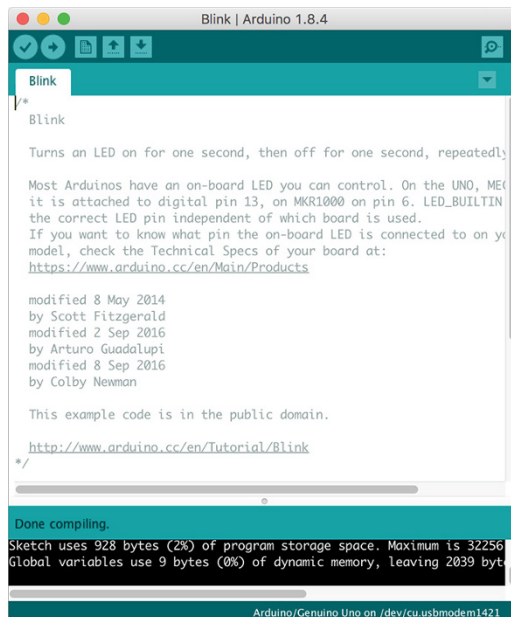 Blink | Arduino 1.8.4
Blink
/*
Blink
Turns an LED on for one second, then off for one second, repeatedly
Most Arduinos have an on-board LED you can control. On the UNO, MEG
it is attached to digital pin 13, on MKR1000 on pin 6. LED_BUILTIN
the correct LED pin independent of which board is used.
If you want to know what pin the on-board LED is connected to on yo
model, check the Technical Specs of your board at:
https://www.arduino.cc/en/Main/Products
modified 8 May 2014
by Scott Fitzgerald
modified 2 Sep 2016
by Arturo Guadalupi
modified 8 Sep 2016
by Colby Newman
This example code is in the public domain.
http://www.arduino.cc/en/Tutorial/Blink
*/
Done compiling.
Sketch uses 928 bytes (2%) of program storage space. Maximum is 32256
Global variables use 9 bytes (0%) of dynamic memory, leaving 2039 byt
Arduino/Genuino Uno on /dev/cu.usbmodem1421